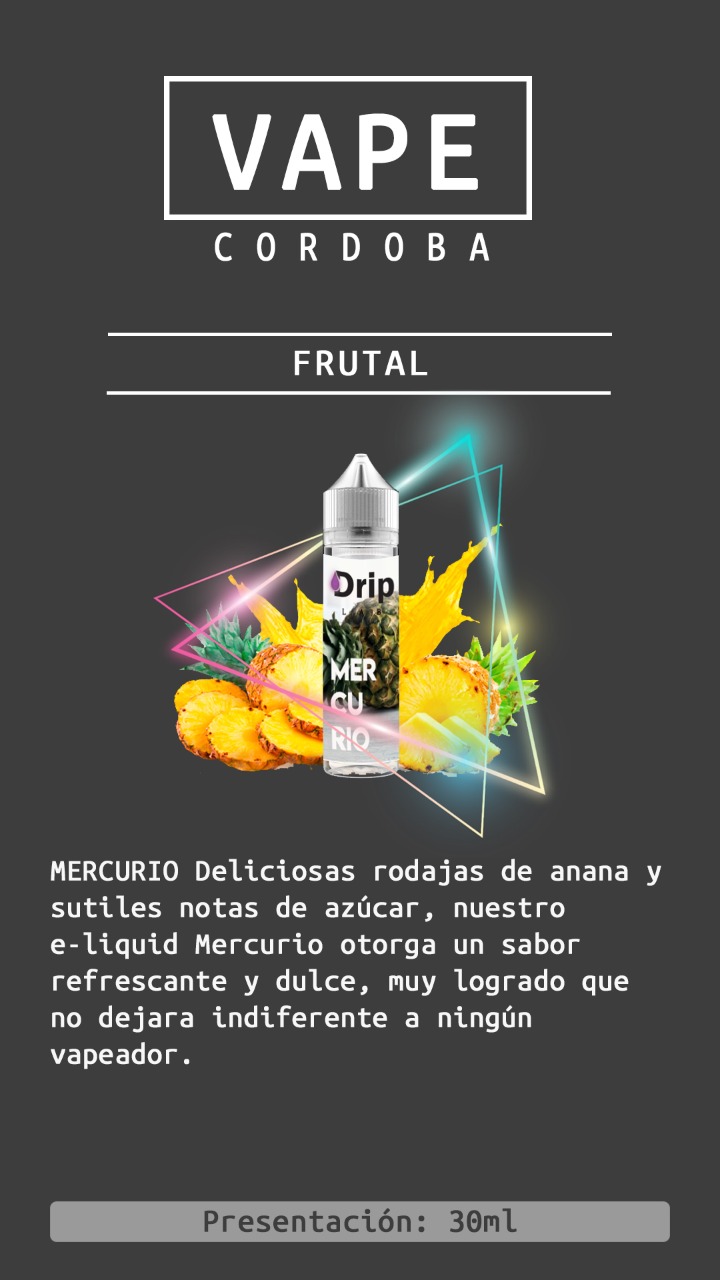 VAPE
CORDOBA
FRUTAL
Drip
MER
CU
RIO
MERCURIO Deliciosas rodajas de anana y
sutiles notas de azúcar, nuestro
e-liquid Mercurio otorga un sabor
refrescante y dulce, muy logrado que
no dejara indiferente a ningún
vapeador.
Presentación: 30ml